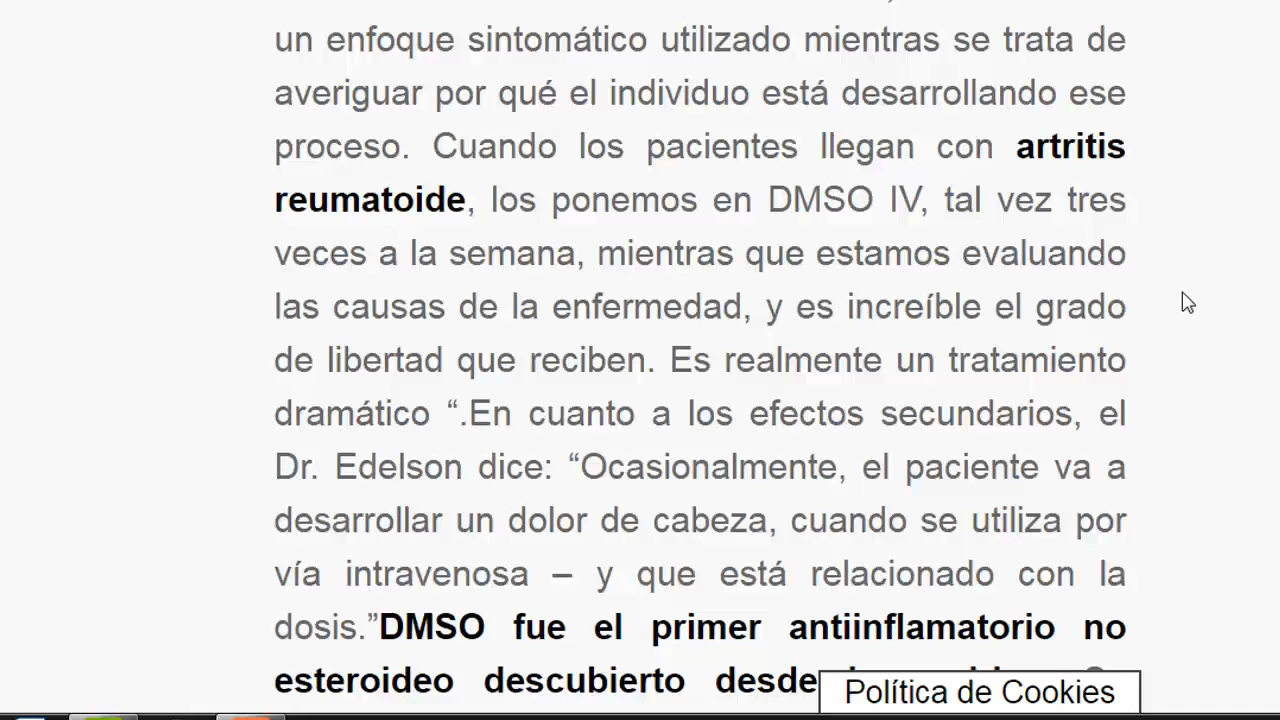 un enfoque sintomático utilizado mientras se trata de
averiguar por qué el individuo está desarrollando ese
proceso. Cuando los pacientes llegan con artritis
reumatoide, los ponemos en DMSO IV, tal vez tres
veces a la semana, mientras que estamos evaluando
las causas de la enfermedad, y es increíble el grado
de libertad que reciben. Es realmente un tratamiento
dramático “.En cuanto a los efectos secundarios, el
Dr. Edelson dice: “Ocasionalmente, el paciente va a
desarrollar un dolor de cabeza, cuando se utiliza por
vía intravenosa – y que está relacionado con la
dosis.”DMSO fue el primer antiinflamatorio no
esteroideo descubierto desde
Política de Cookies